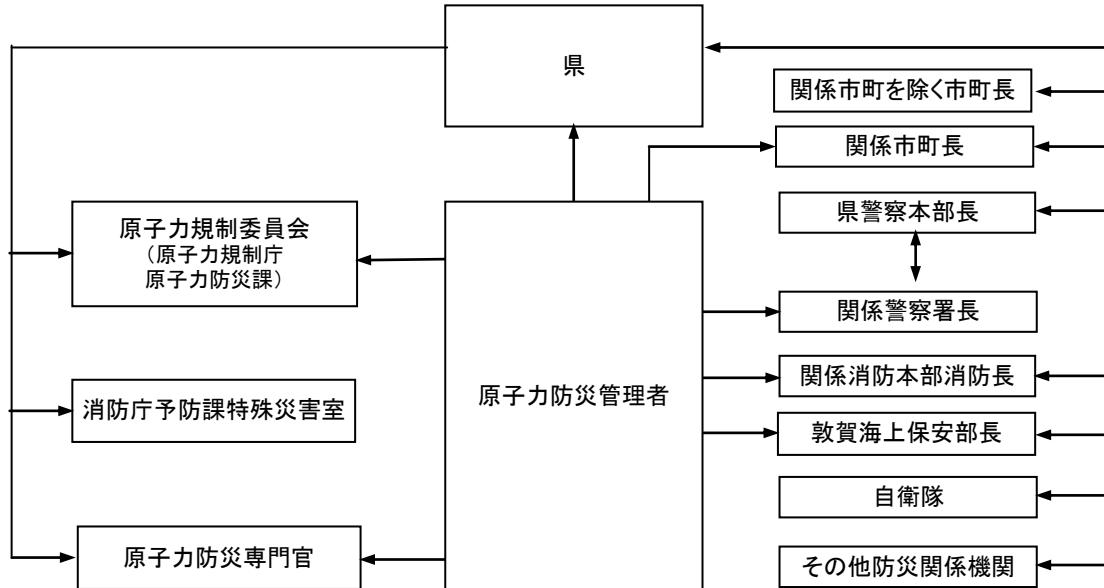 県
関係市町を除く市町長
関係市町長
県警察本部長
原子力規制委員会
（原子力規制庁
原子力防災課）
関係警察署長
関係消防本部消防長
原子力防災管理者
消防庁予防課特殊災害室
敦賀海上保安部長
自衛隊
原子力防災専門官
その他防災関係機関